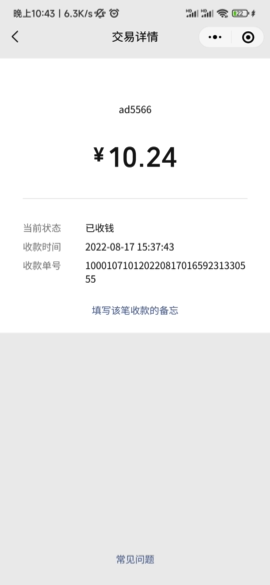 晚上10:43 | 6.3K/s
交易详情
ad5566
¥10.24
当前状态 已收钱
收款时间 2022-08-17 15:37:43
收款单号 100010710120220817016592313305
55
填写该笔收款的备忘
常见问题